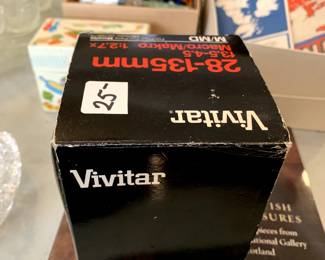 M/MD
Macro/Makro 1:2.7x
f3.5-4.5
28-135mm
25-
Vivitar
Vivitar
ISH
SURES
pieces from
ational Gallery
otland